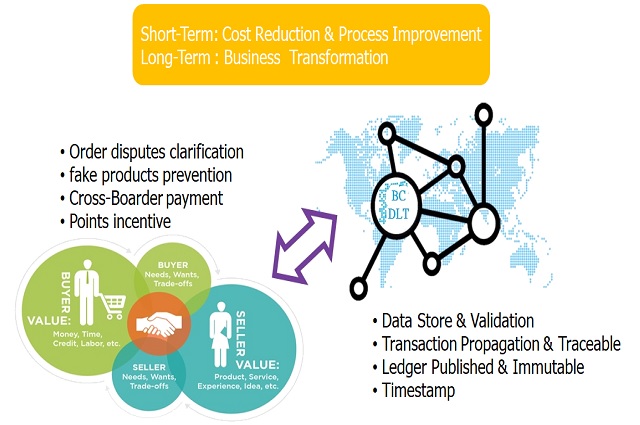 Short-Term: Cost Reduction & Process Improvement
Long-Term : Business Transformation
• Order disputes clarification
• fake products prevention
• Cross-Boarder payment
• Points incentive
BC
DLT
BUYER
Needs, Wants,
Trade-offs
BUYER
VALUE:
Money, Time,
Credit, Labor, etc.
SELLER
VALUE:
Product, Service,
Experience, Idea, etc.
SELLER
Needs, Wants,
Trade-offs
• Data Store & Validation
• Transaction Propagation & Traceable
• Ledger Published & Immutable
• Timestamp